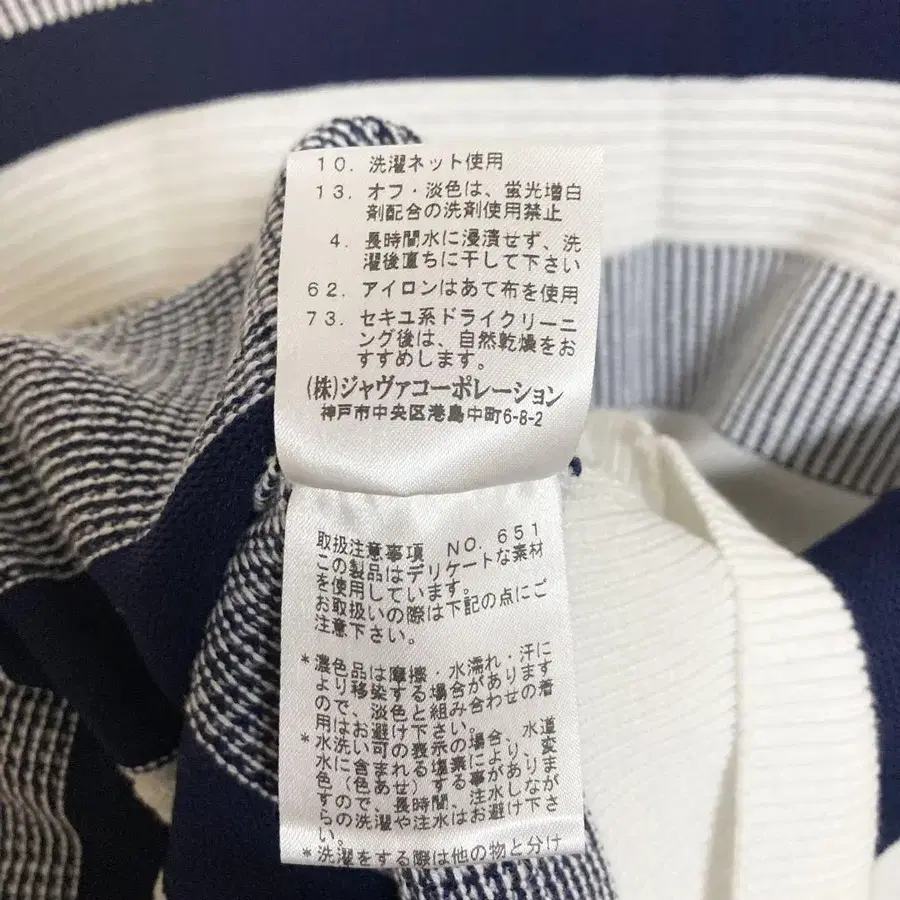 10. 洗濯ネット使用
13. オフ・淡色は、蛍光増白
剤配合の洗剤使用禁止
4. 長時間水に浸漬せず、洗
濯後直ちに干して下さい
62. アイロンはあて布を使用
73. セキユ系ドライクリーニ
ング後は、自然乾燥をお
すすめします。
(株)ジャヴァコーポレーション
神戸市中央区港島中町6-8-2
取扱注意事項 NO. 651
この製品はデリケートな素材
を使用しています。
お取扱いの際は下記の点にご
注意下さい。
*濃色品は摩擦・水濡れ・汗に
より移染する場合があります
ので、淡色と組み合わせの着
用はお避け下さい。
*水洗い可の表示の場合、水道
水に含まれる塩素により、変
色(色あせ)する事がありま
すので、長時間、注水しなが
らの洗濯や注水はお避け下さ
い。
*洗濯をする際は他の物と分け